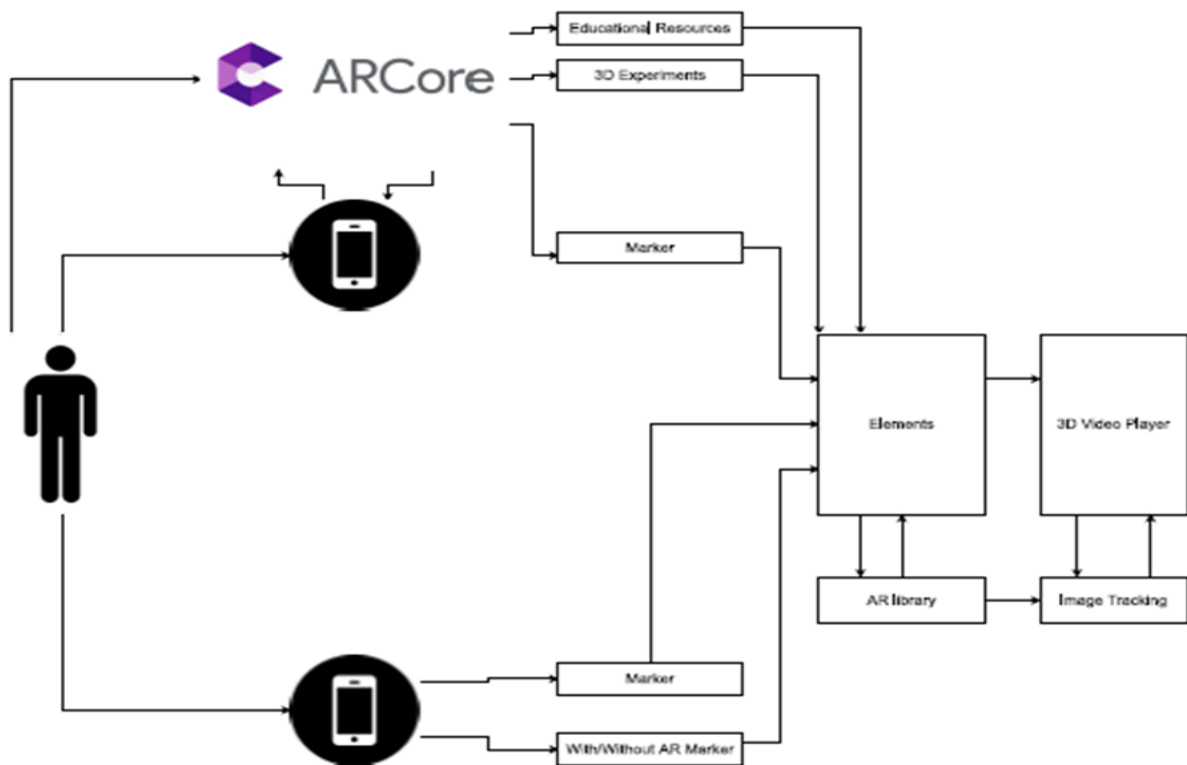 Educational Resources
ARCore
3D Experiments
Marker
Elements
3D Video Player
AR library
Image Tracking
Marker
With/Without AR Marker